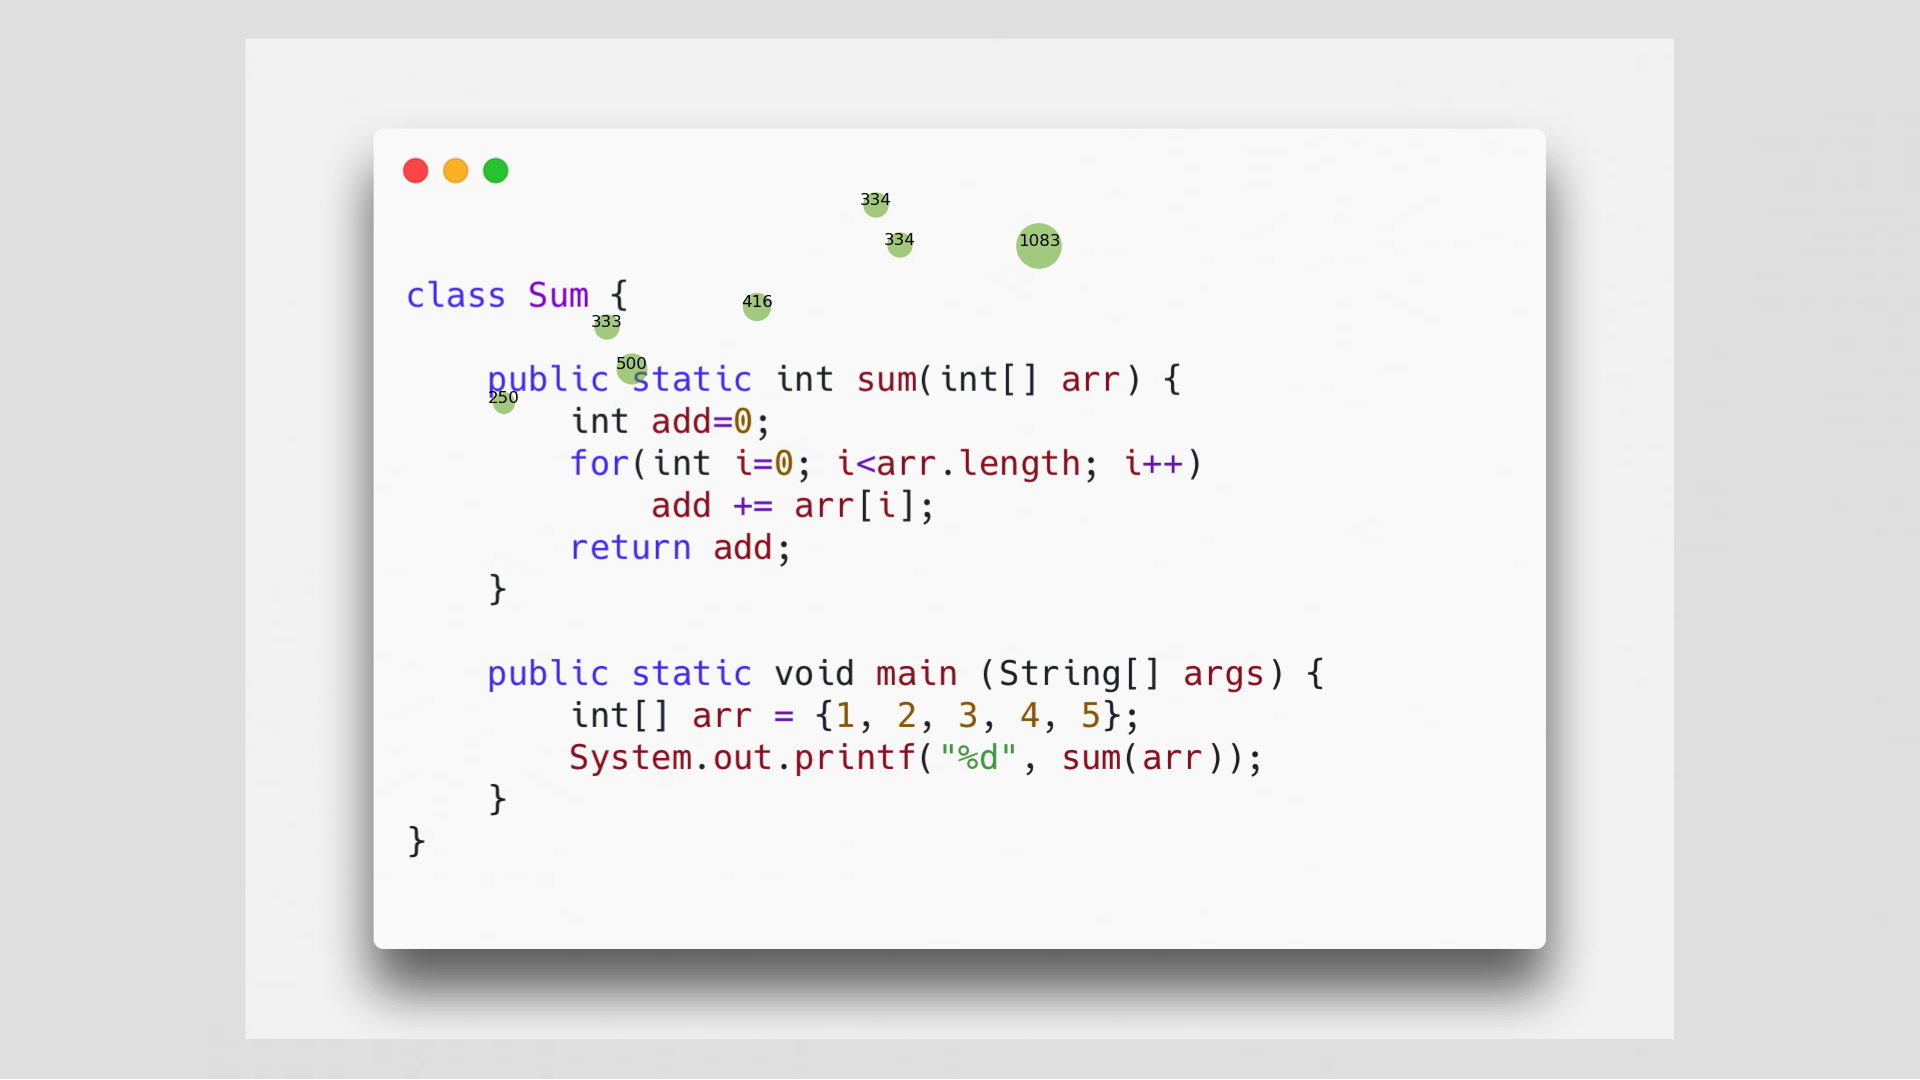 334
334 1083
class Sum {
416
333
500
public static int sum(int[] arr) {
250
int add=0;
for(int i=0; i<arr.length; i++)
add += arr[i];
return add;
}
public static void main (String[] args) {
int[] arr = {1, 2, 3, 4, 5};
System.out.printf("%d", sum(arr));
}
}